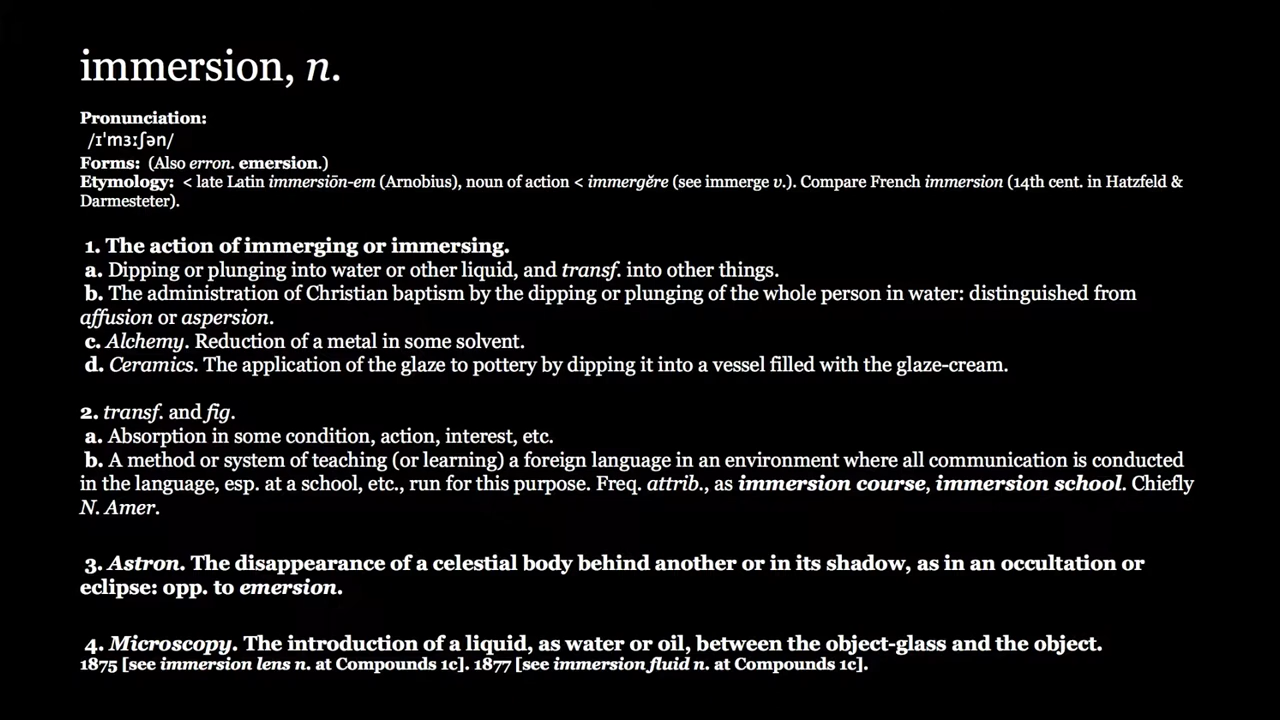 immersion, n.
Pronunciation:
/ɪˈmɜːʃən/
Forms: (Also erron. emersion.)
Etymology: < late Latin immersiōn-em (Arnobius), noun of action < immergĕre (see immerge v.). Compare French immersion (14th cent. in Hatzfeld &
Darmesteter).
1. The action of immerging or immersing.
a. Dipping or plunging into water or other liquid, and transf. into other things.
b. The administration of Christian baptism by the dipping or plunging of the whole person in water: distinguished from
affusion or aspersion.
c. Alchemy. Reduction of a metal in some solvent.
d. Ceramics. The application of the glaze to pottery by dipping it into a vessel filled with the glaze-cream.
2. transf. and fig.
a. Absorption in some condition, action, interest, etc.
b. A method or system of teaching (or learning) a foreign language in an environment where all communication is conducted
in the language, esp. at a school, etc., run for this purpose. Freq. attrib., as immersion course, immersion school. Chiefly
N. Amer.
3. Astron. The disappearance of a celestial body behind another or in its shadow, as in an occultation or
eclipse: opp. to emersion.
4. Microscopy. The introduction of a liquid, as water or oil, between the object-glass and the object.
1875 [see immersion lens n. at Compounds 1c]. 1877 [see immersion fluid n. at Compounds 1c].